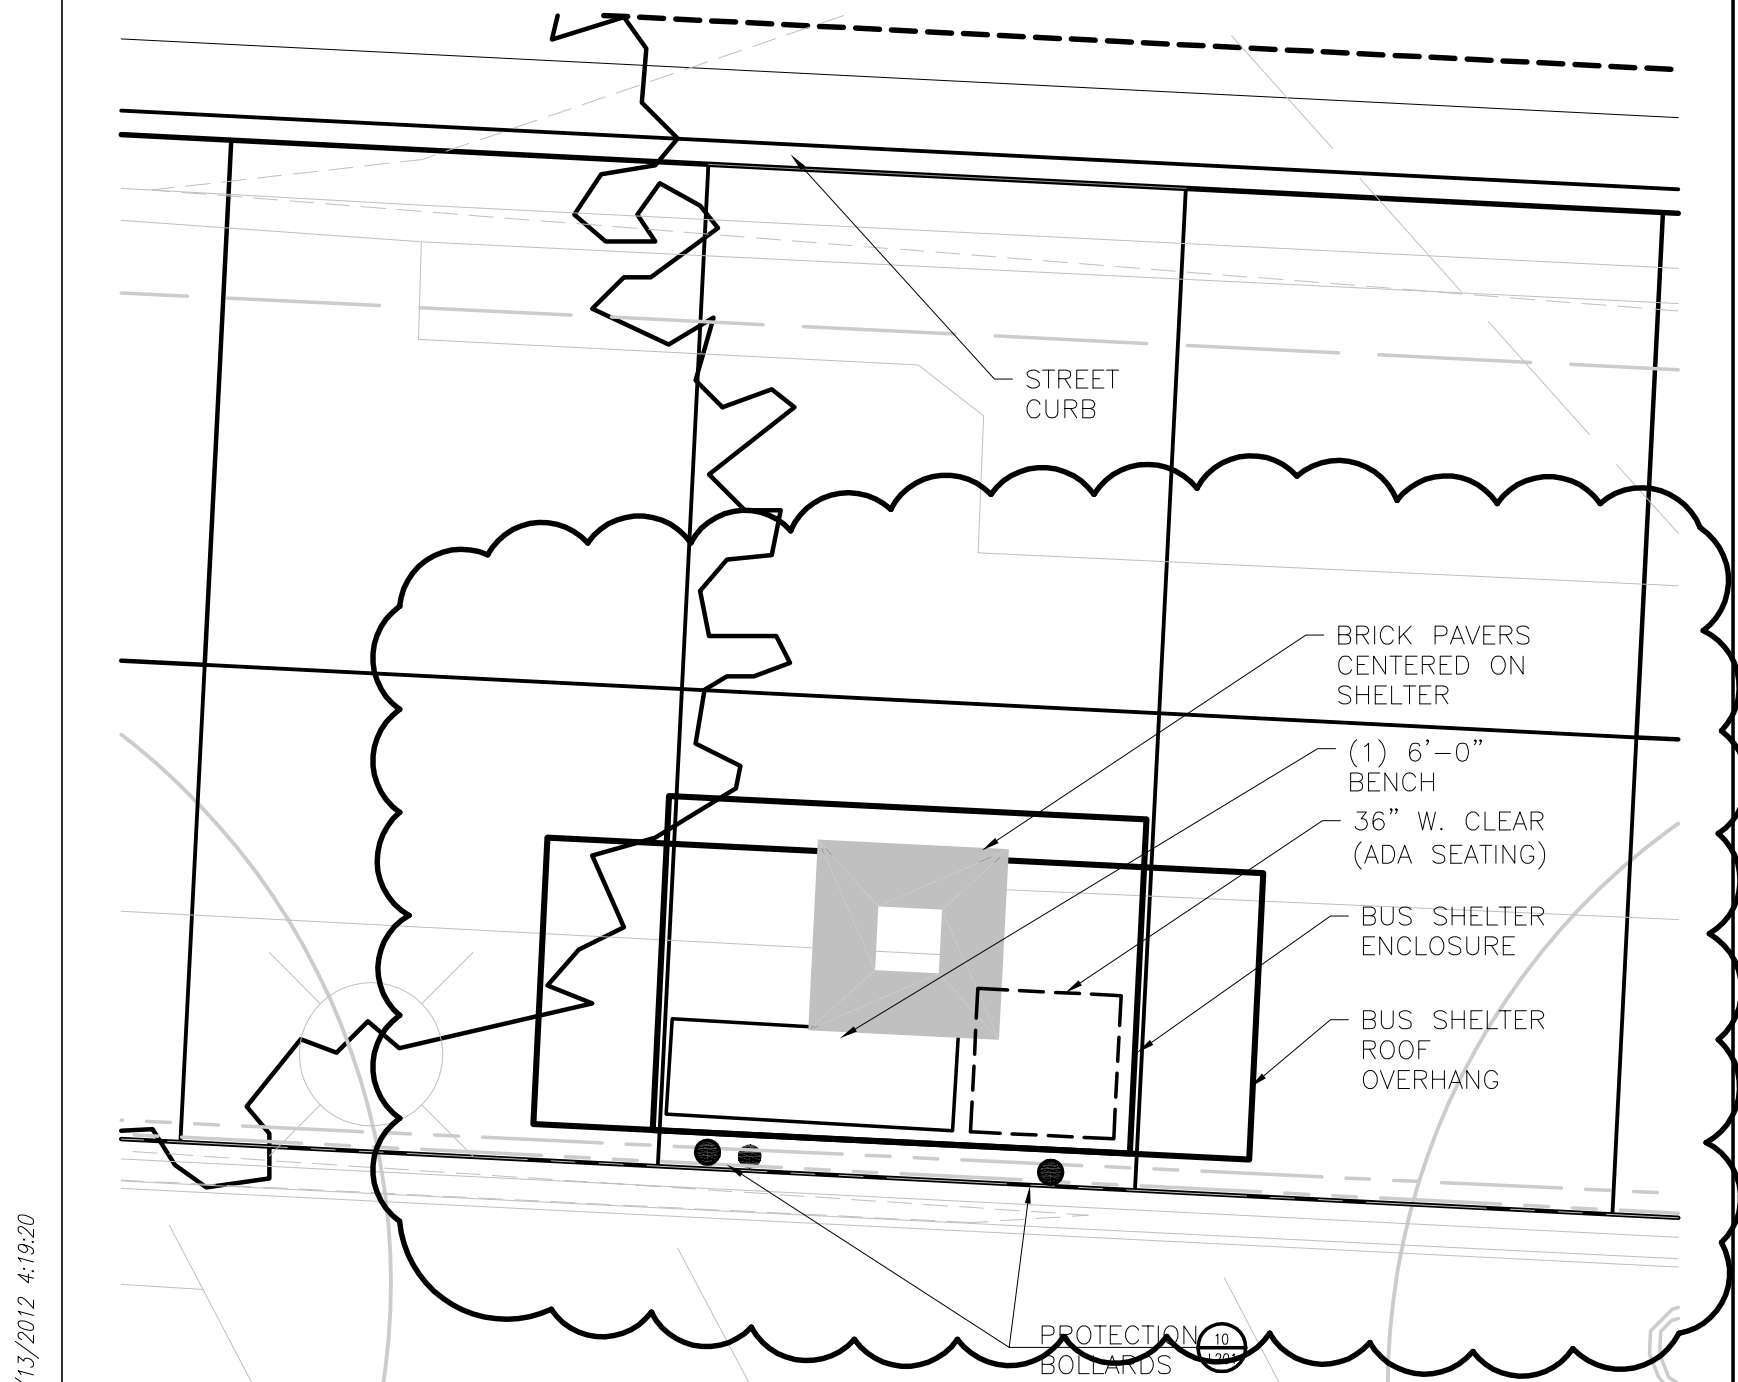 STREET
CURB
BRICK PAVERS
CENTERED ON
SHELTER
(1) 6'-0"
BENCH
36" W. CLEAR
(ADA SEATING)
BUS SHELTER
ENCLOSURE
BUS SHELTER
ROOF
OVERHANG
PROTECTION
BOLLARDS
10
/13/2012 4:19:20